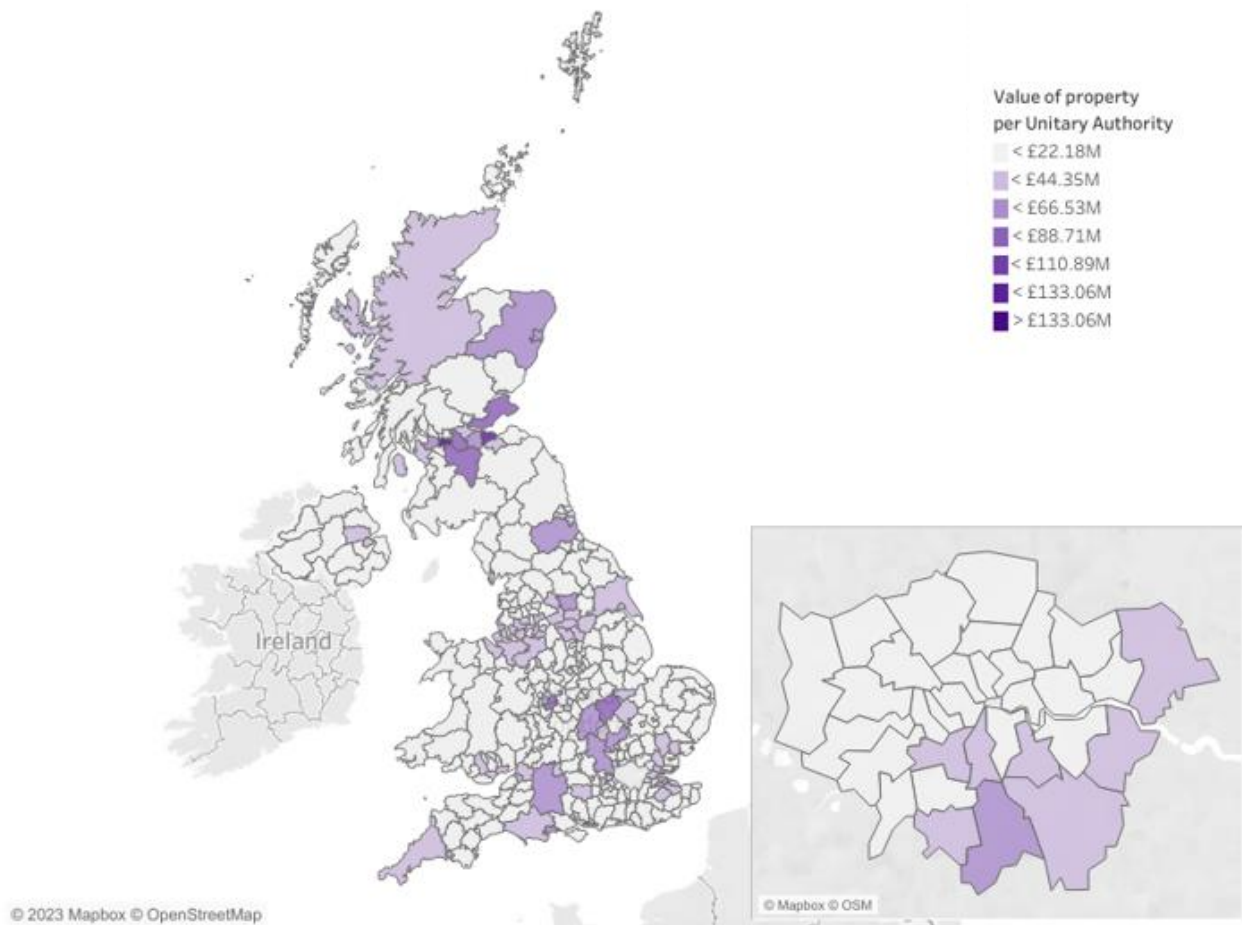 Value of property
per Unitary Authority
< £22.18M
< £44.35M
< £66.53M
< £88.71M
< £110.89M
< £133.06M
> £133.06M
Ireland
© 2023 Mapbox © OpenStreetMap
© Mapbox © OSM